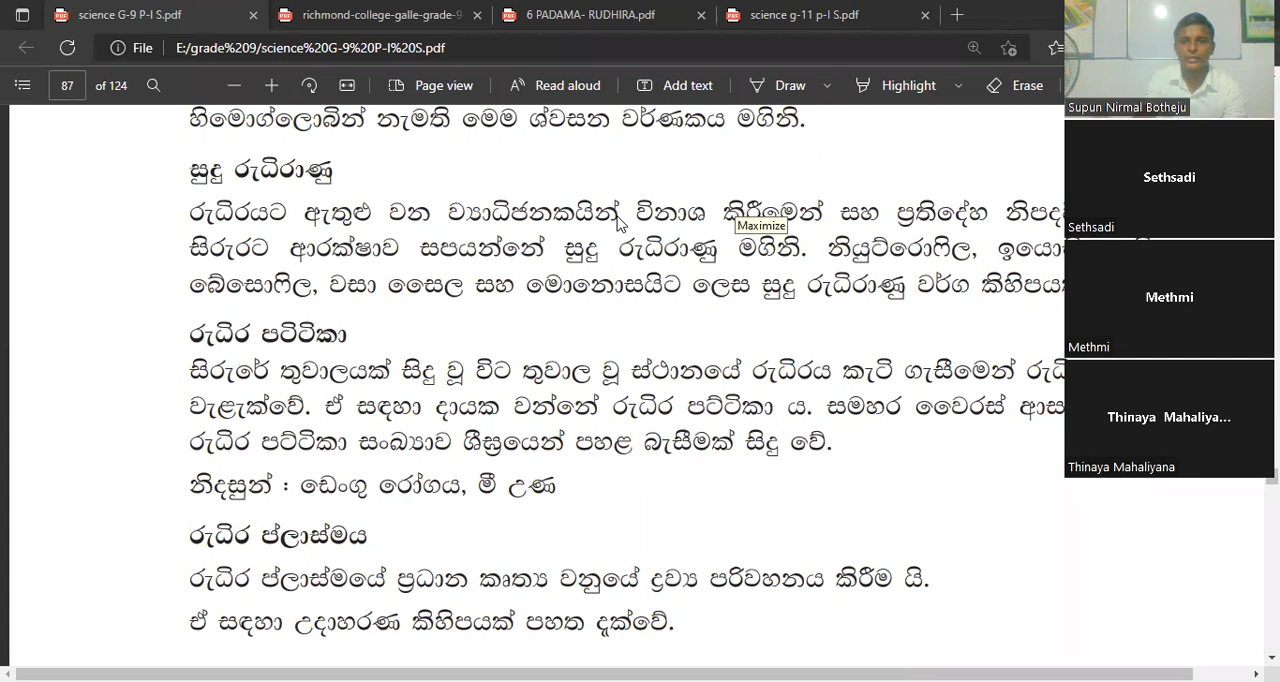 science G-9 P-I S.pdf
richmond-college-galle-grade-9
6 PADAMA- RUDHIRA.pdf
science g-11 p-I S.pdf
File
E:/grade%209/science%20G-9%20P-I%20S.pdf
87 of 124
Page view
Read aloud
Add text
Draw
Highlight
Erase
හිමොග්ලොබින් නැමති මෙම ශ්වසන වර්ණකය මගිනි.
සුදු රුධිරාණු
රුධිරයට ඇතුළු වන ව්‍යාධිජනකයින් විනාශ කිරීමෙන් සහ ප්‍රතිදේහ නිපද
Maximize
සිරුරට ආරක්ෂාව සපයන්නේ සුදු රුධිරාණු මගිනි. නියුට්රොෆිල, ඉයො
බේසොෆිල, වසා සෛල සහ මොනොසයිට ලෙස සුදු රුධිරාණු වර්ග කිහිපය
රුධිර පට්ටිකා
සිරුරේ තුවාලයක් සිදු වූ විට තුවාල වූ ස්ථානයේ රුධිරය කැටි ගැසීමෙන් රුධි
වැළැක්වේ. ඒ සඳහා දායක වන්නේ රුධිර පට්ටිකා ය. සමහර වෛරස් ආස
රුධිර පට්ටිකා සංඛ්‍යාව ශීඝ්‍රයෙන් පහළ බැසීමක් සිදු වේ.
නිදසුන් : ඩෙංගු රෝගය, මී උණ
රුධිර ප්ලාස්මය
රුධිර ප්ලාස්මයේ ප්‍රධාන කෘත්‍ය වනුයේ ද්‍රව්‍ය පරිවහනය කිරීම යි.
ඒ සඳහා උදාහරණ කිහිපයක් පහත දැක්වේ.
Supun Nirmal Botheju
Sethsadi
Sethsadi
Methmi
Methmi
Thinaya Mahaliya...
Thinaya Mahaliyana